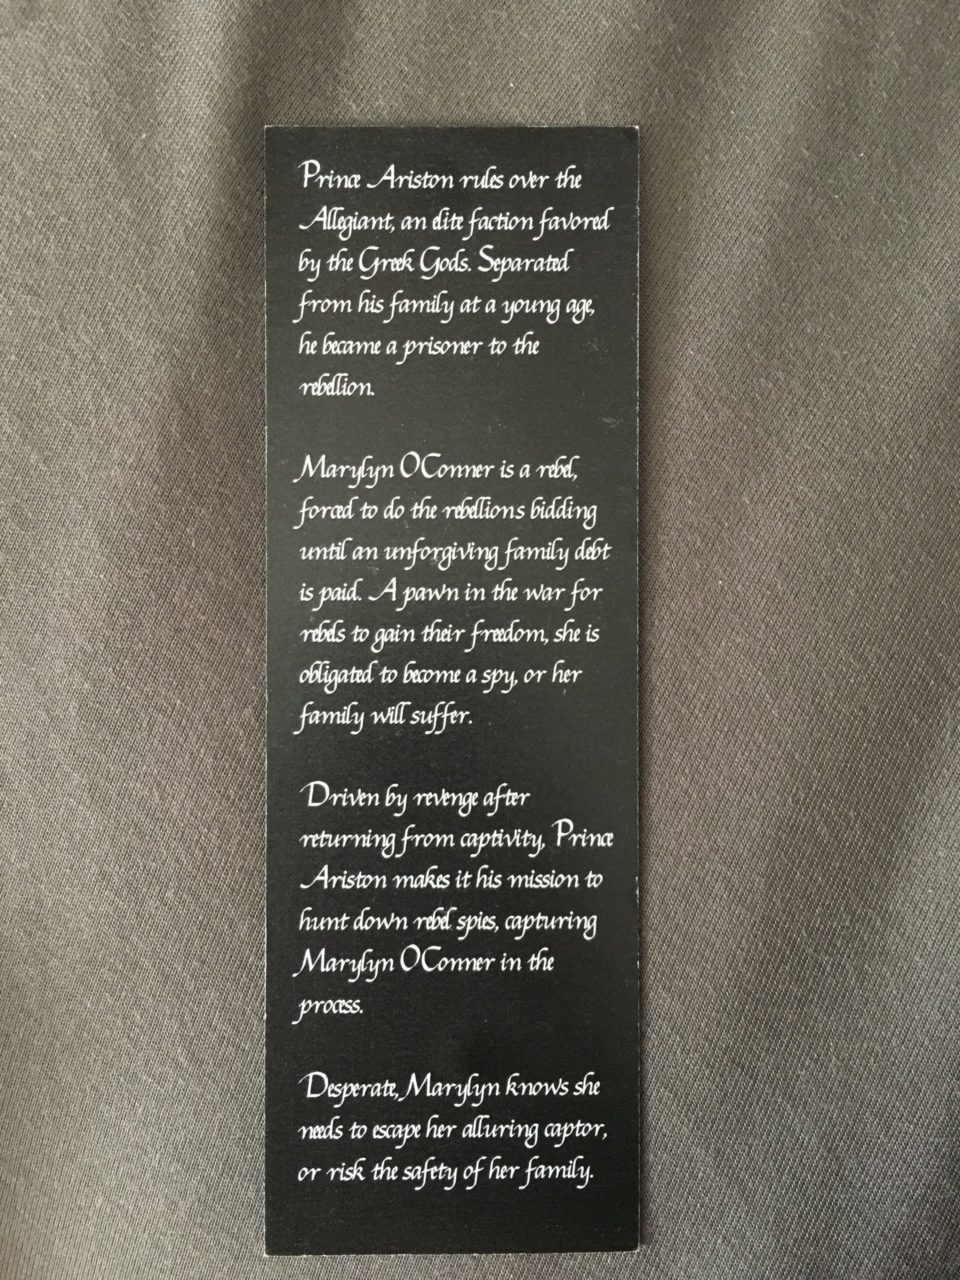 Prince Ariston rules over the
Allegiant, an elite faction favored
by the Greek Gods. Separated
from his family at a young age,
he became a prisoner to the
rebellion.
Marylyn OConner is a rebel,
forced to do the rebellions bidding
until an unforgiving family debt
is paid. A pawn in the war for
rebels to gain their freedom, she is
obligated to become a spy, or her
family will suffer.
Driven by revenge after
returning from captivity, Prince
Ariston makes it his mission to
hunt down rebel spies, capturing
Marylyn OConner in the
process.
Desperate, Marylyn knows she
needs to escape her alluring captor,
or risk the safety of her family.